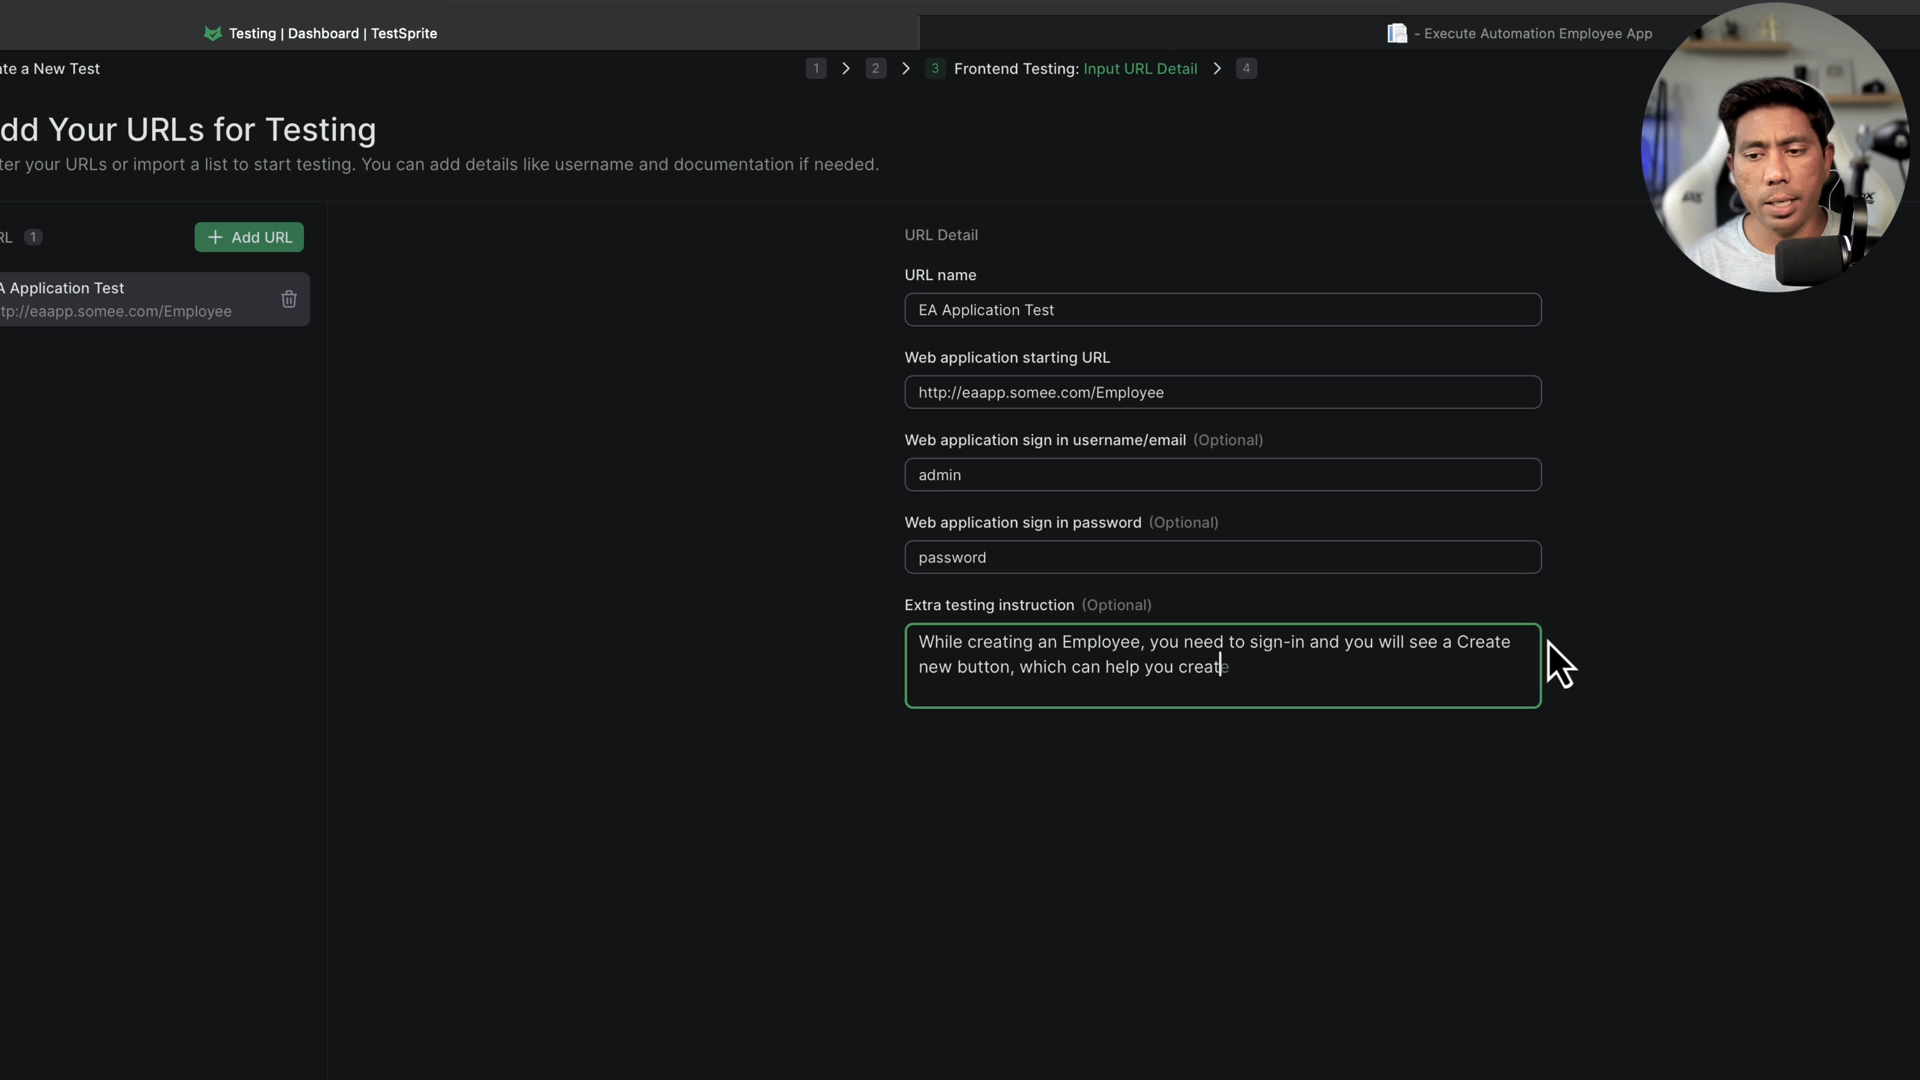 Testing | Dashboard | TestSprite
- Execute Automation Employee App
ate a New Test
1
2
3 Frontend Testing: Input URL Detail
4
dd Your URLs for Testing
ter your URLs or import a list to start testing. You can add details like username and documentation if needed.
RL 1
+ Add URL
A Application Test
tp://eaapp.somee.com/Employee
URL Detail
URL name
EA Application Test
Web application starting URL
http://eaapp.somee.com/Employee
Web application sign in username/email (Optional)
admin
Web application sign in password (Optional)
password
Extra testing instruction (Optional)
While creating an Employee, you need to sign-in and you will see a Create
new button, which can help you create